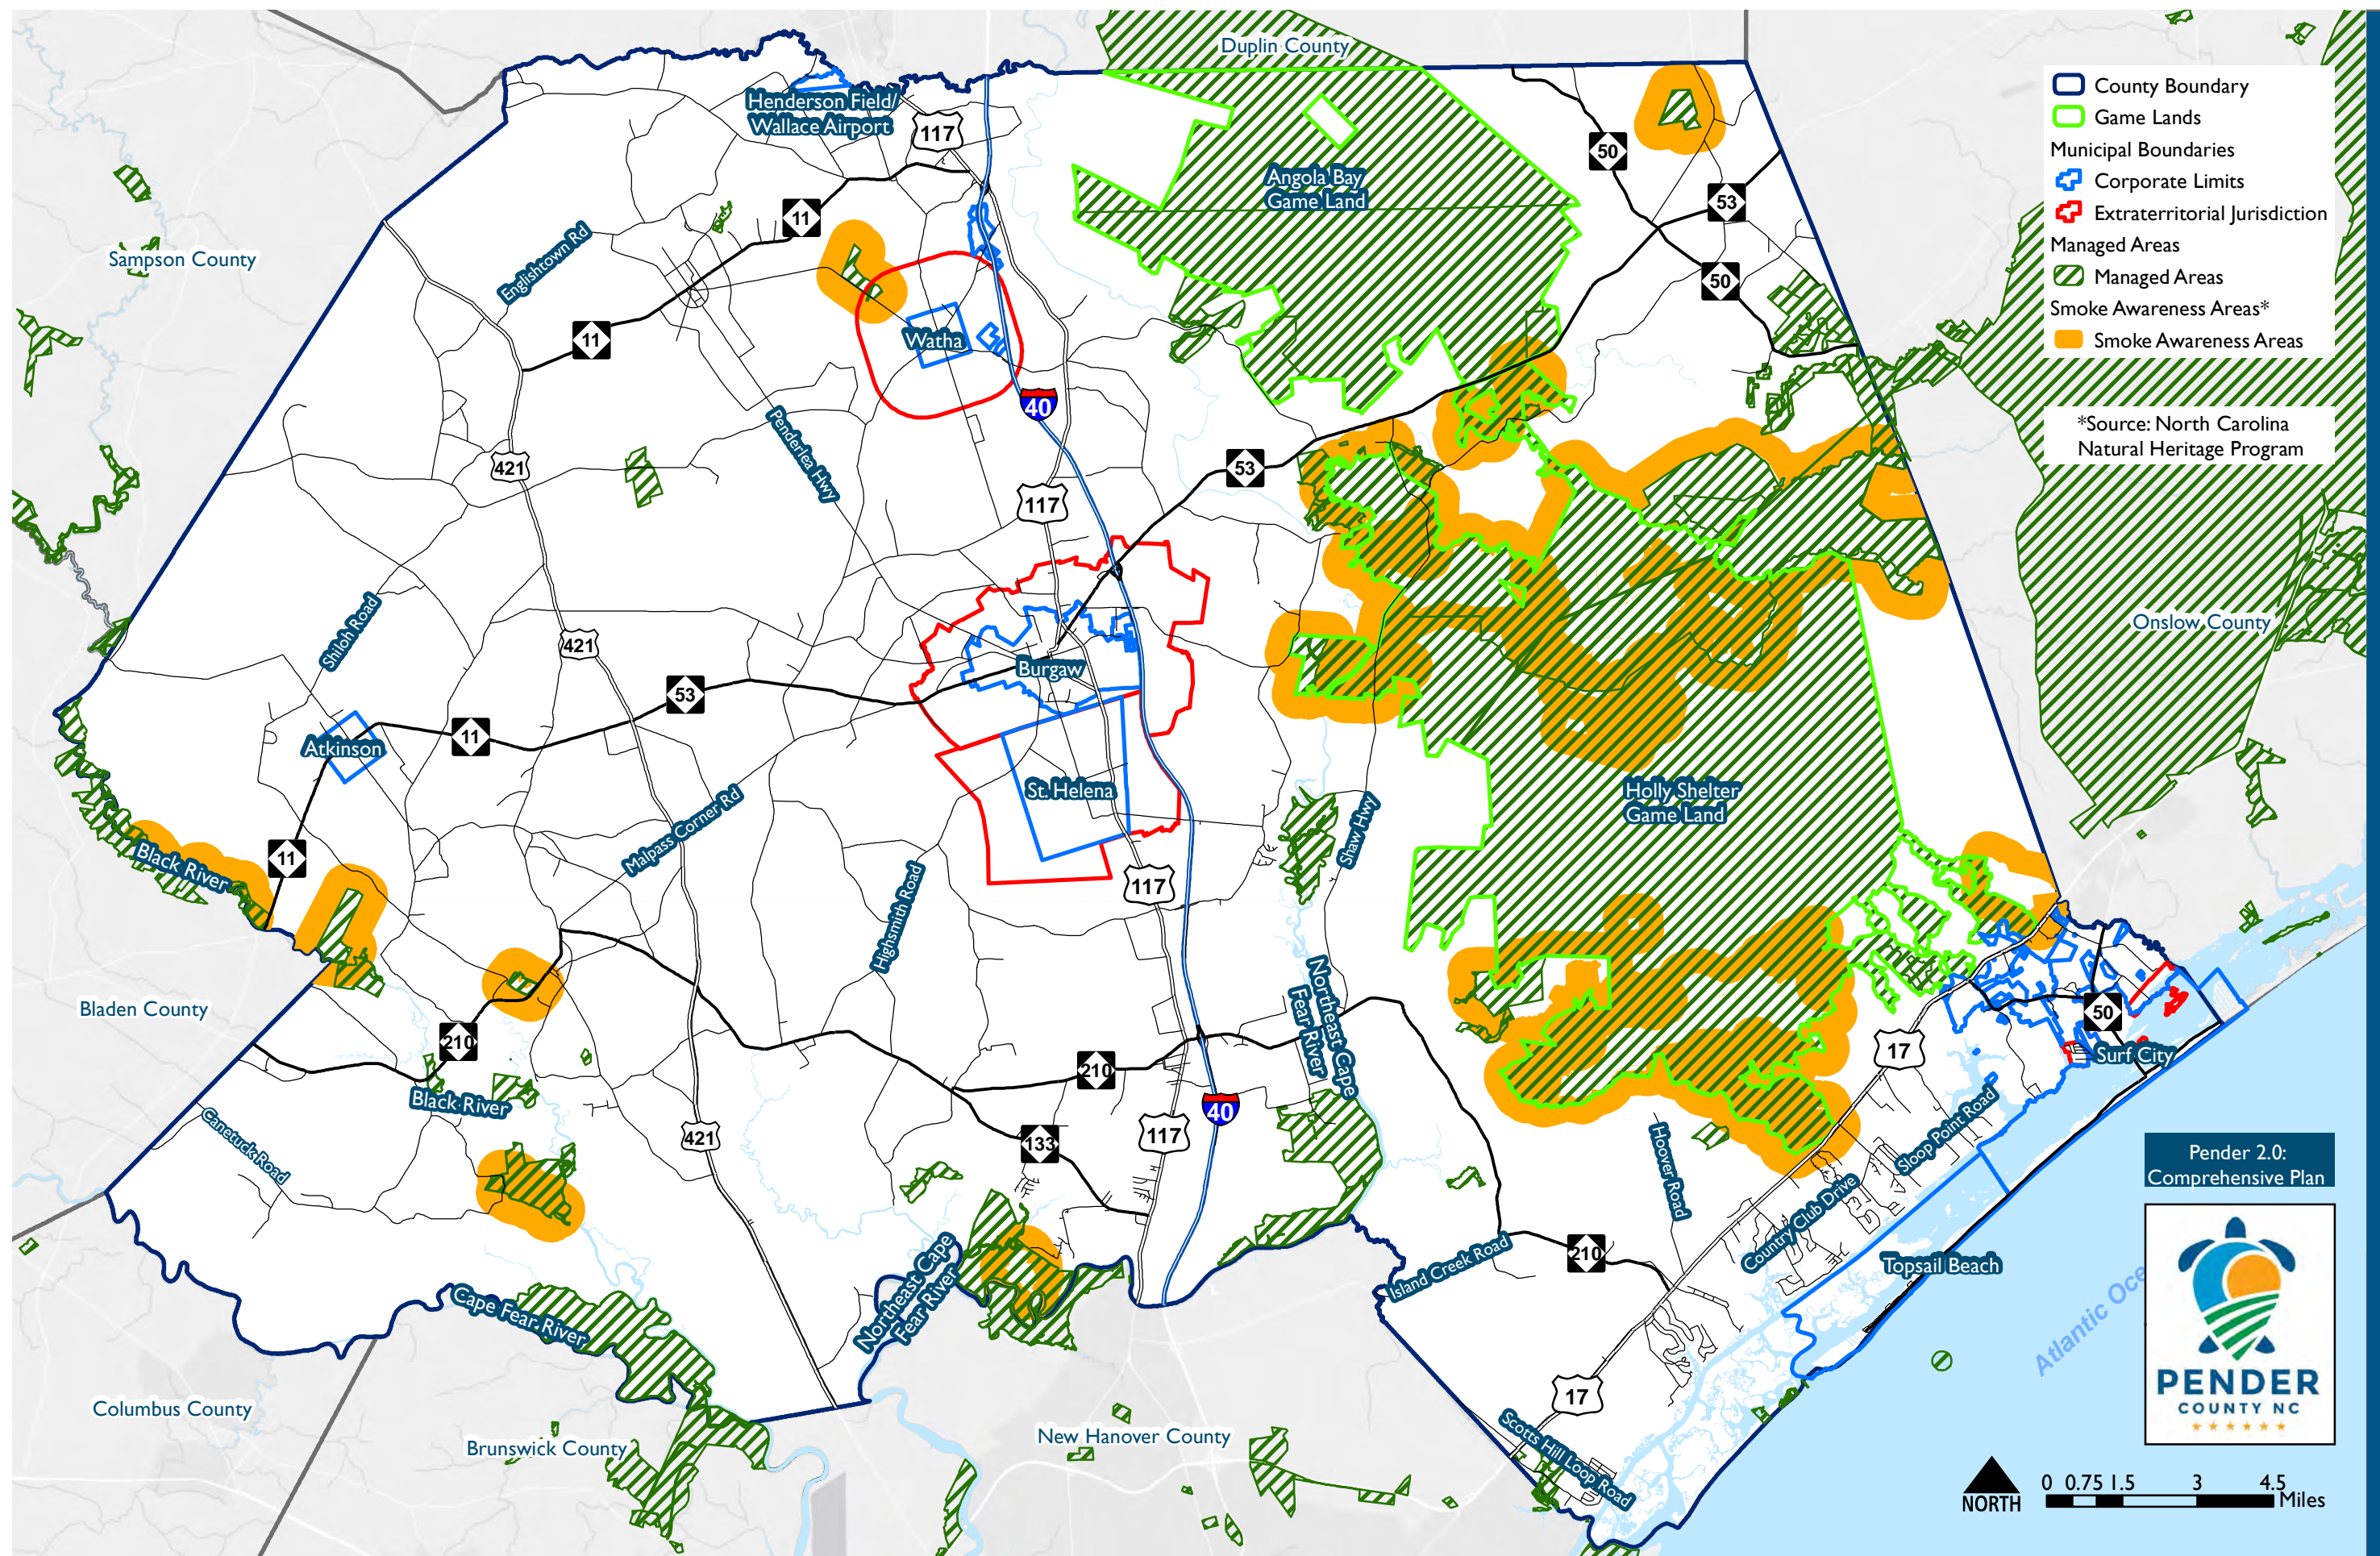 Duplin County
Henderson Field/
Wallace Airport
117
50
Angola Bay
Game Land
53
11
Sampson County
Englishtown Rd
50
11
Watha
40
Penderlea Hwy
421
53
117
Shiloh Road
421
Burgaw
53
11
Atkinson
St. Helena
Malpass Corner Rd
Shaw Hwy
Holly Shelter
Game Land
Onslow County
Black River
11
117
Highsmith Road
Northeast Cape
Fear River
Bladen County
210
50
17
Surf City
210
Black River
40
Canetuck Road
421
133
117
Hoover Road
Sloop Point Road
Country Club Drive
Island Creek Road
210
Topsail Beach
Northeast Cape
Fear River
Cape Fear River
Atlantic Oce
17
Columbus County
Brunswick County
New Hanover County
Scotts Hill Loop Road
County Boundary
Game Lands
Municipal Boundaries
Corporate Limits
Extraterritorial Jurisdiction
Managed Areas
Managed Areas
Smoke Awareness Areas*
Smoke Awareness Areas
*Source: North Carolina
Natural Heritage Program
Pender 2.0:
Comprehensive Plan
PENDER
COUNTY NC
NORTH
0 0.75 1.5 3 4.5
Miles